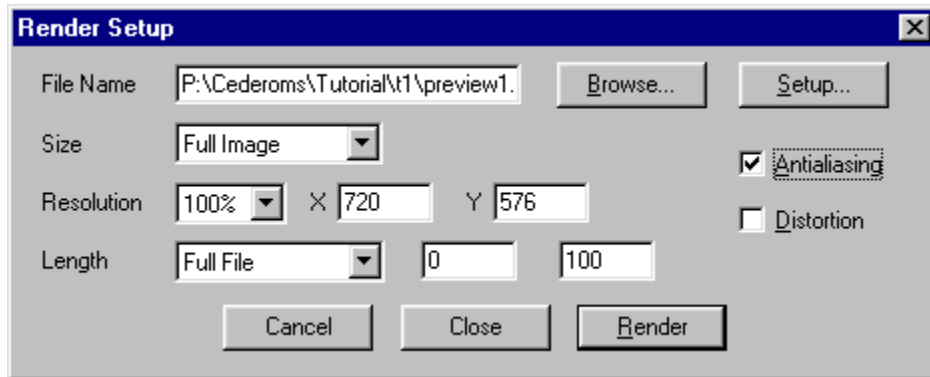 Render Setup
File Name P:\Cederoms\Tutorial\t1\preview1. Browse... Setup...
Size Full Image
Antialiasing
Resolution 100% X 720 Y 576
Distortion
Length Full File 0 100
Cancel Close Render